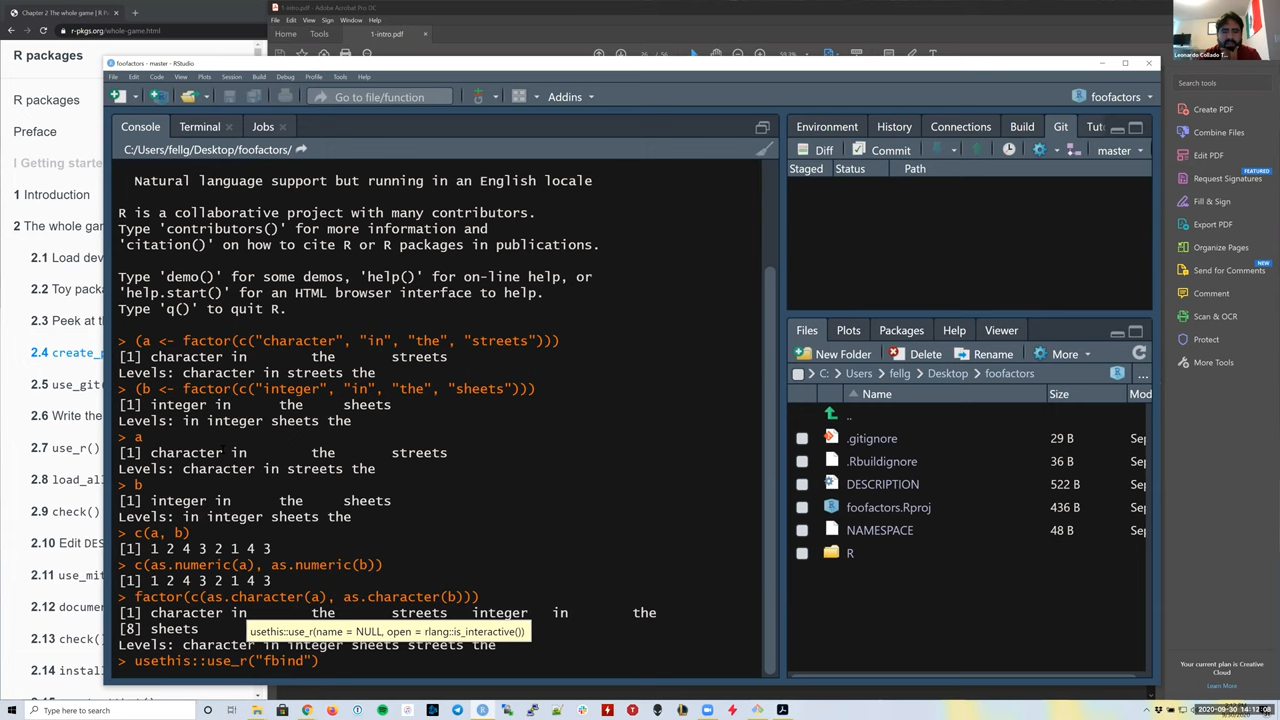 Chapter 2 The whole game | R P
r-pkgs.org/whole-game.html
R packages
R packages
Preface
I Getting starte
1 Introduction
2 The whole gam
2.1 Load dev
2.2 Toy packa
2.3 Peek at th
2.4 create_p
2.5 use_git(
2.6 Write the
2.7 use_r()
2.8 load_all
2.9 check()
2.10 Edit DES
2.11 use_mit
2.12 documen
2.13 check()
2.14 install
1-intro.pdf - Adobe Acrobat Pro DC
File Edit View Sign Window Help
Home Tools 1-intro.pdf
foofactors - master - RStudio
File Edit Code View Plots Session Build Debug Profile Tools Help
Go to file/function Addins foofactors
Console Terminal Jobs
C:/Users/fellg/Desktop/foofactors/
Natural language support but running in an English locale
R is a collaborative project with many contributors.
Type 'contributors()' for more information and
'citation()' on how to cite R or R packages in publications.
Type 'demo()' for some demos, 'help()' for on-line help, or
'help.start()' for an HTML browser interface to help.
Type 'q()' to quit R.
> (a <- factor(c("character", "in", "the", "streets")))
[1] character in the streets
Levels: character in streets the
> (b <- factor(c("integer", "in", "the", "sheets")))
[1] integer in the sheets
Levels: in integer sheets the
> a
[1] character in the streets
Levels: character in streets the
> b
[1] integer in the sheets
Levels: in integer sheets the
> c(a, b)
[1] 1 2 4 3 2 1 4 3
> c(as.numeric(a), as.numeric(b))
[1] 1 2 4 3 2 1 4 3
> factor(c(as.character(a), as.character(b)))
[1] character in the streets integer in the
[8] sheets
usethis::use_r(name = NULL, open = rlang::is_interactive())
Levels: character in integer sheets streets the
> usethis::use_r("fbind")
Environment History Connections Build Git Tut
Diff Commit master
Staged Status Path
Files Plots Packages Help Viewer
New Folder Delete Rename More
C: Users fellg Desktop foofactors
Name Size
..
.gitignore 29 B Sep
.Rbuildignore 36 B Sep
DESCRIPTION 522 B Sep
foofactors.Rproj 436 B Sep
NAMESPACE 48 B Sep
R
Leonardo Collado T...
Search tools
Create PDF
Combine Files
Edit PDF
FEATURED
Request Signatures
Fill & Sign
Export PDF
Organize Pages
NEW
Send for Comments
Comment
Scan & OCR
Protect
More Tools
Your current plan is Creative
Cloud
Learn More
Type here to search
2020-09-30 14:12:08